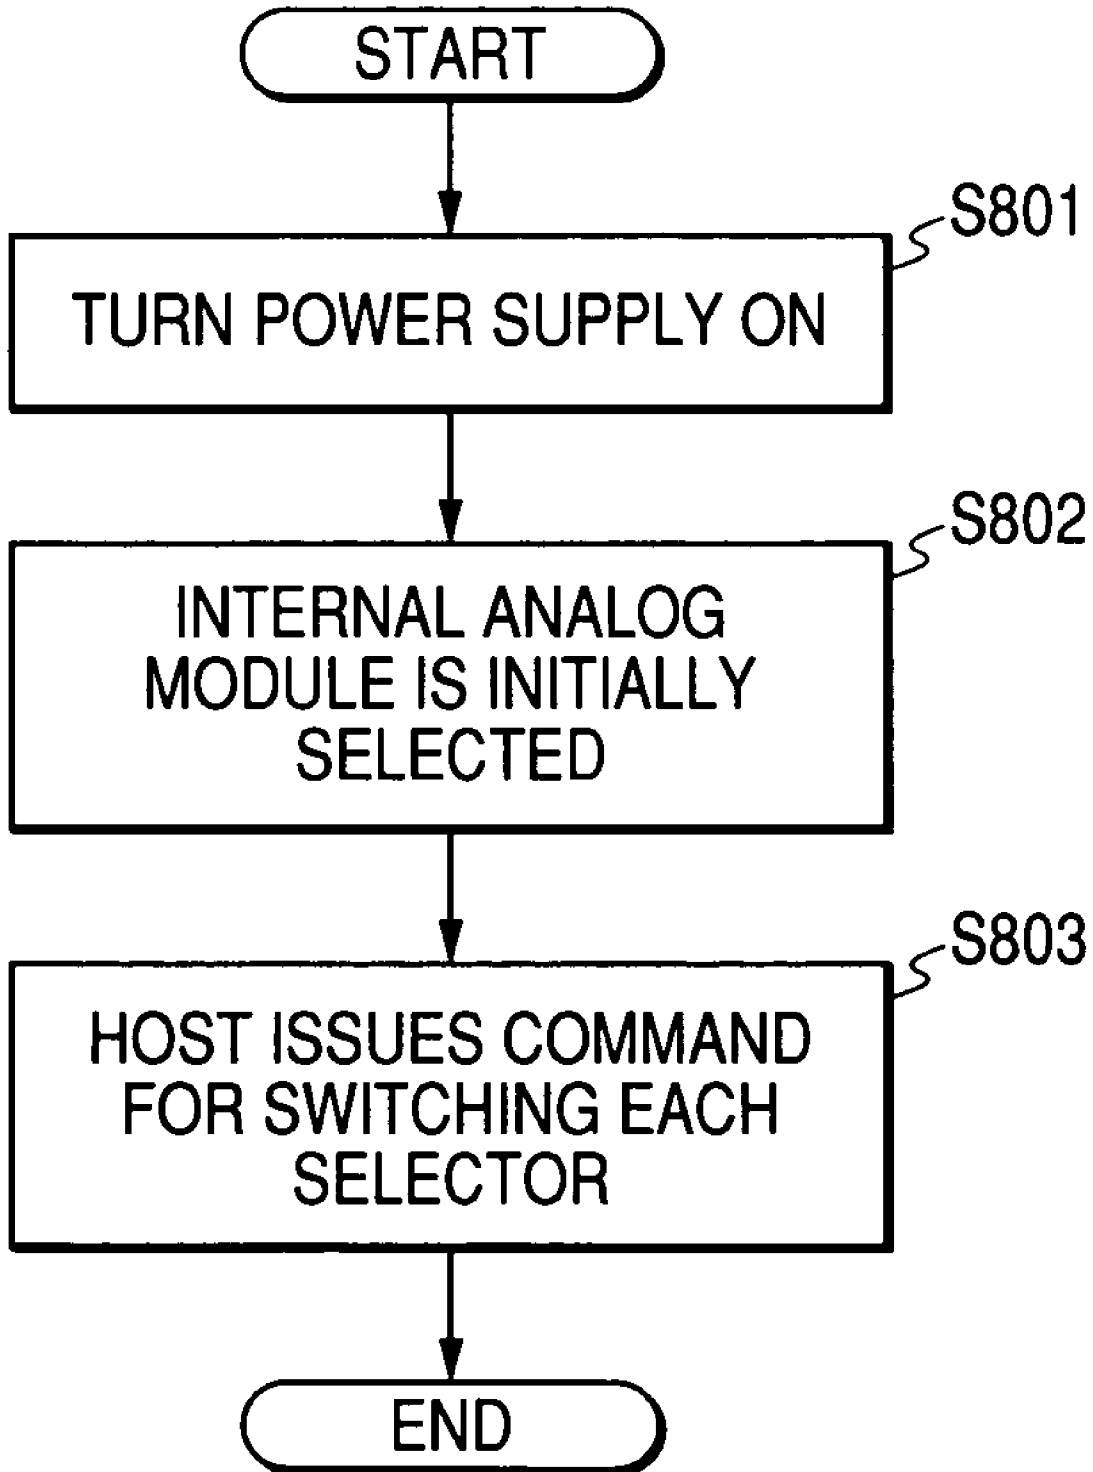 START
S801
TURN POWER SUPPLY ON
S802
INTERNAL ANALOG
MODULE IS INITIALLY
SELECTED
S803
HOST ISSUES COMMAND
FOR SWITCHING EACH
SELECTOR
END